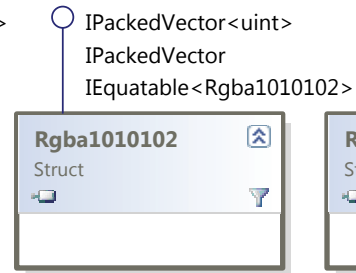 >
IPackedVector<uint>
IPackedVector
IEquatable<Rgba1010102>
Rgba1010102
Struct
R
S